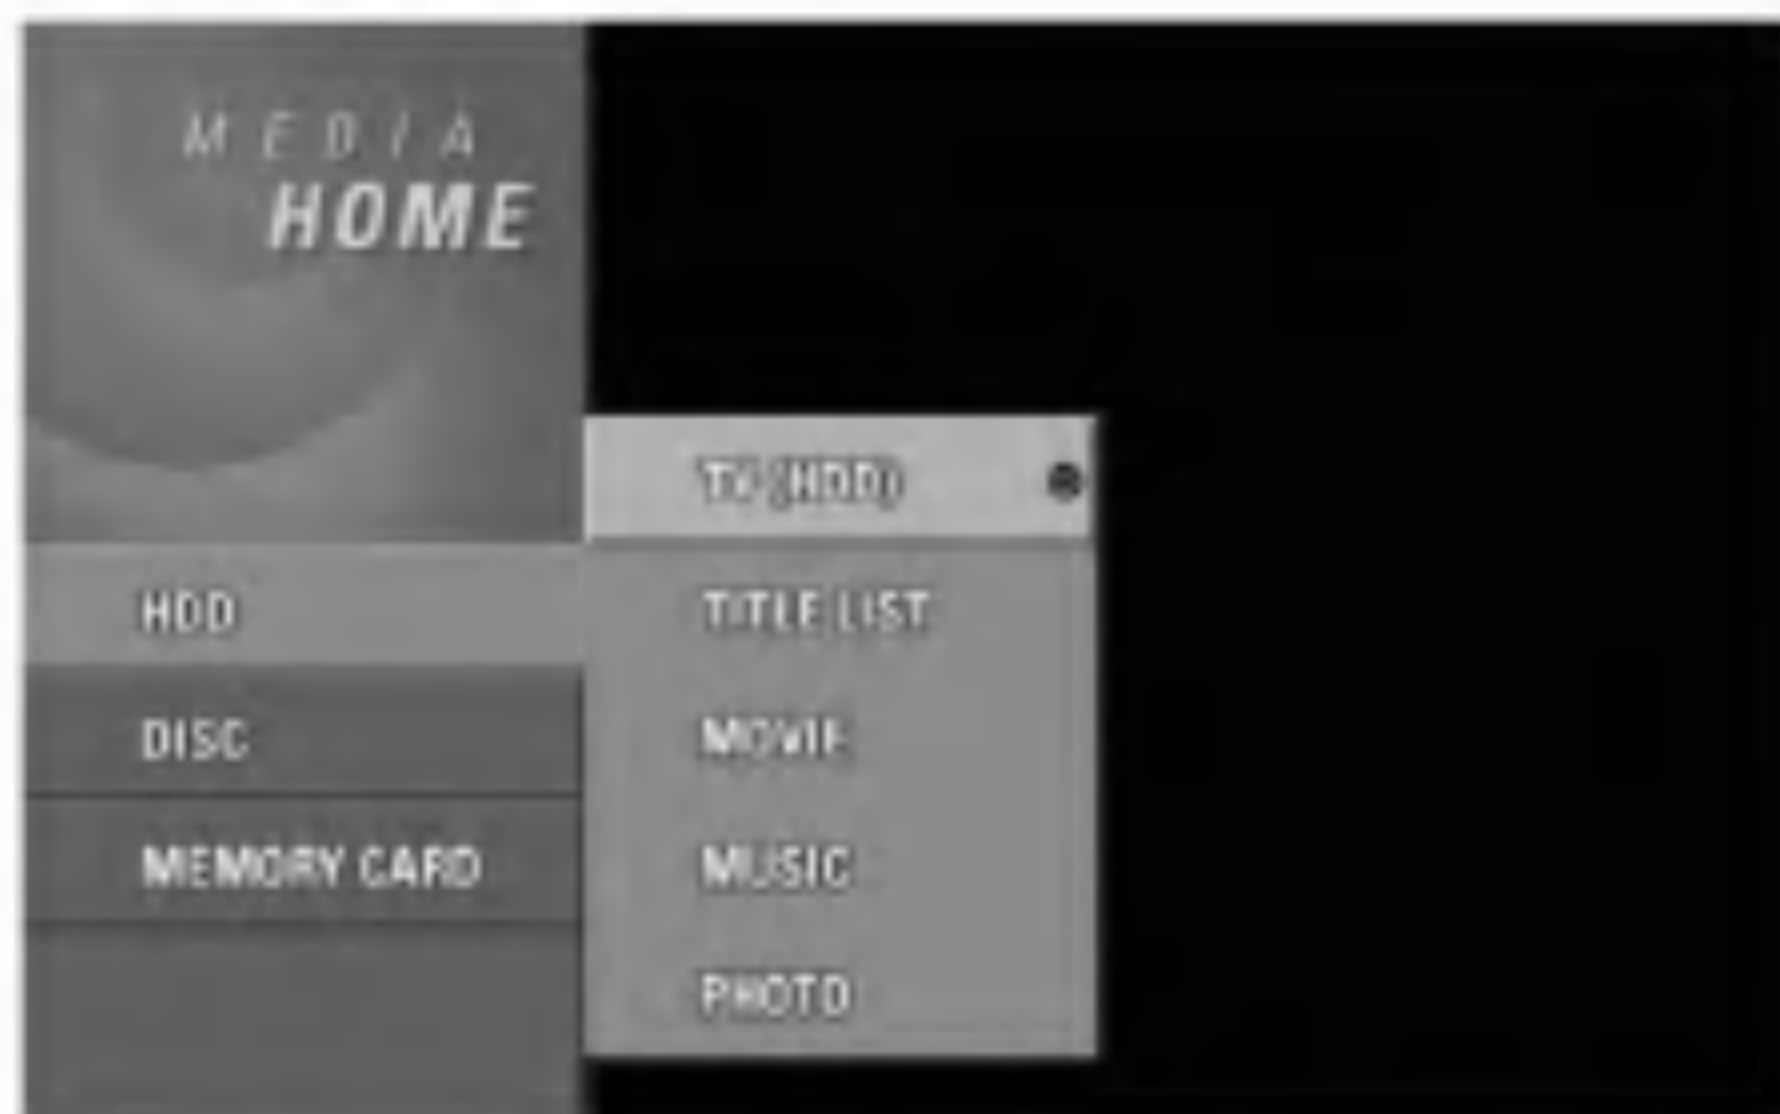 MEDIA
HOME
HDD
DISC
MEMORY CARD
TV (HDD)
TITLE LIST
MOVIE
MUSIC
PHOTO